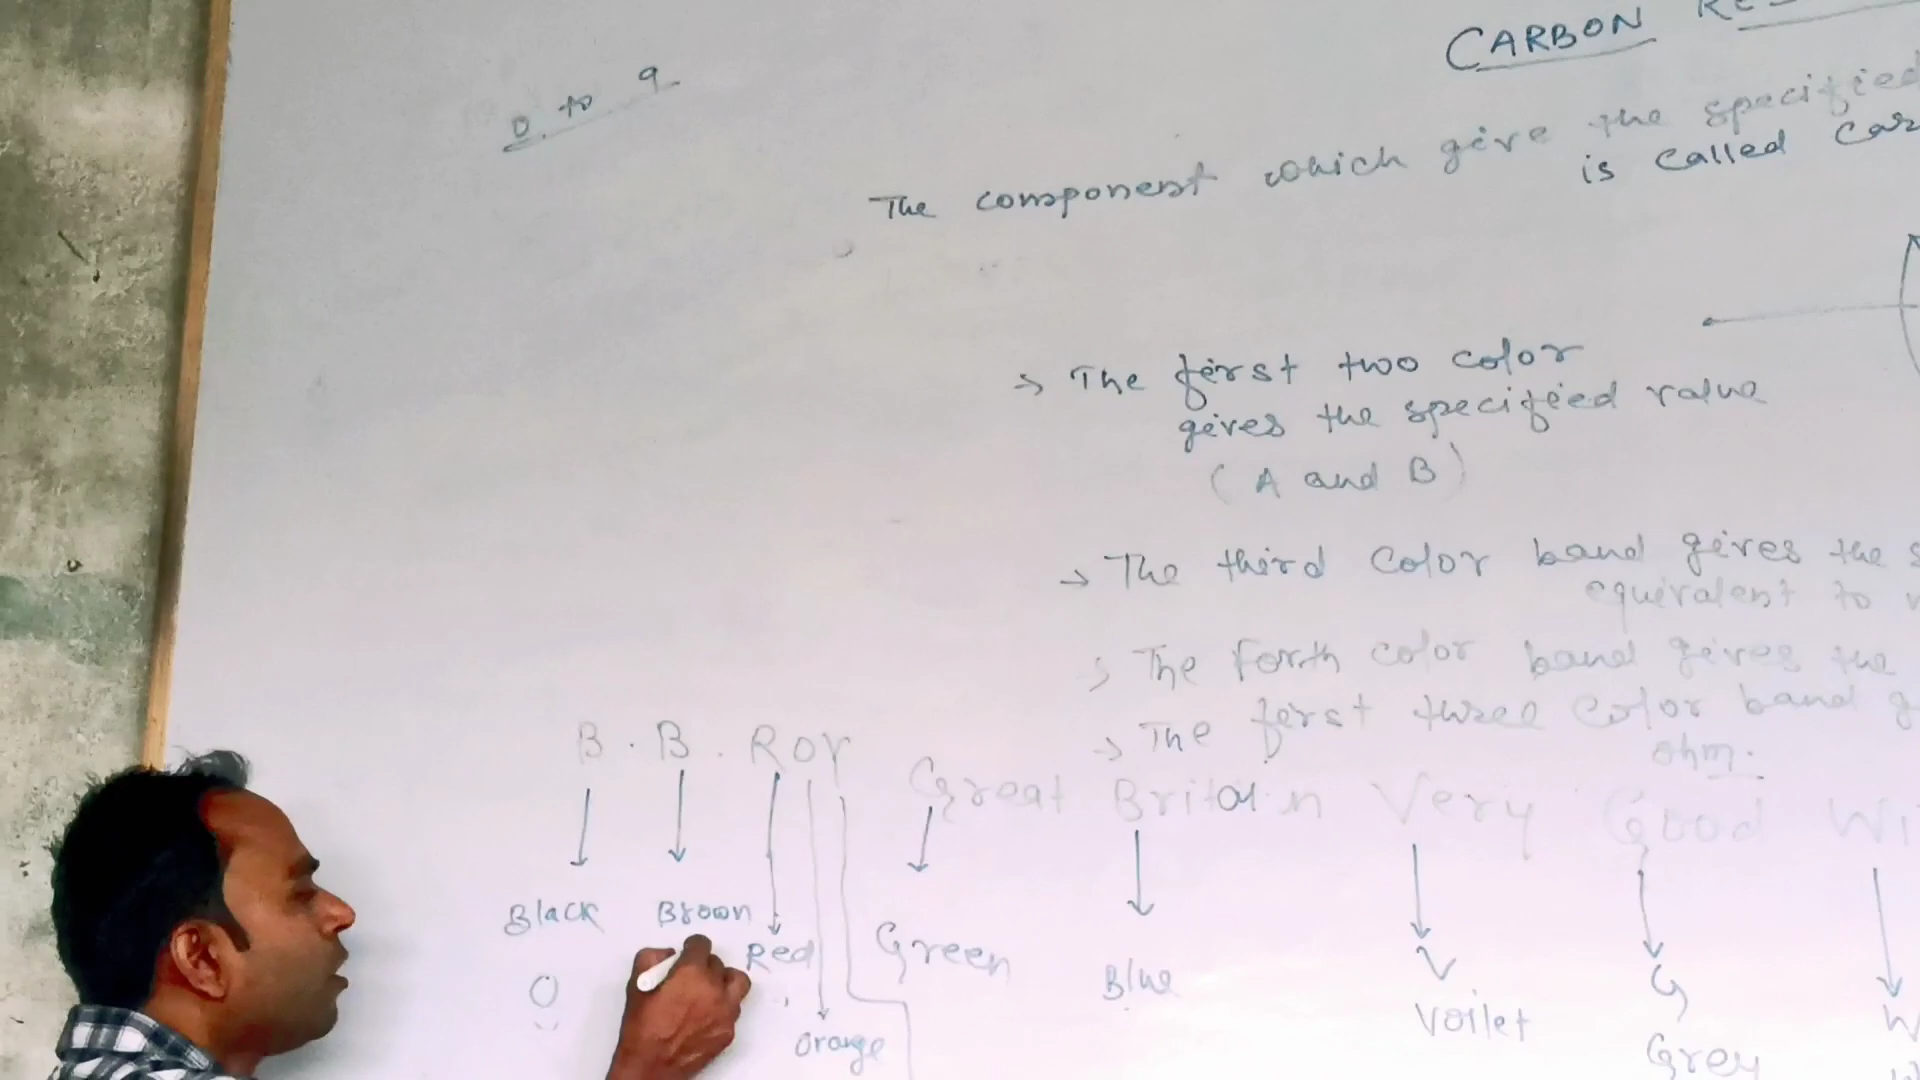 0 to 9
CARBON
The component which give the specified
is called
→ The first two color
gives the specified value
(A and B)
→ The third color band gives the
equivalent to
→ The forth color band gives the
→ The first three color band
ohm.
B . B . ROY Great Britain Very Good
Black Brown Red Green Blue V G
Orange Voilet Grey
0